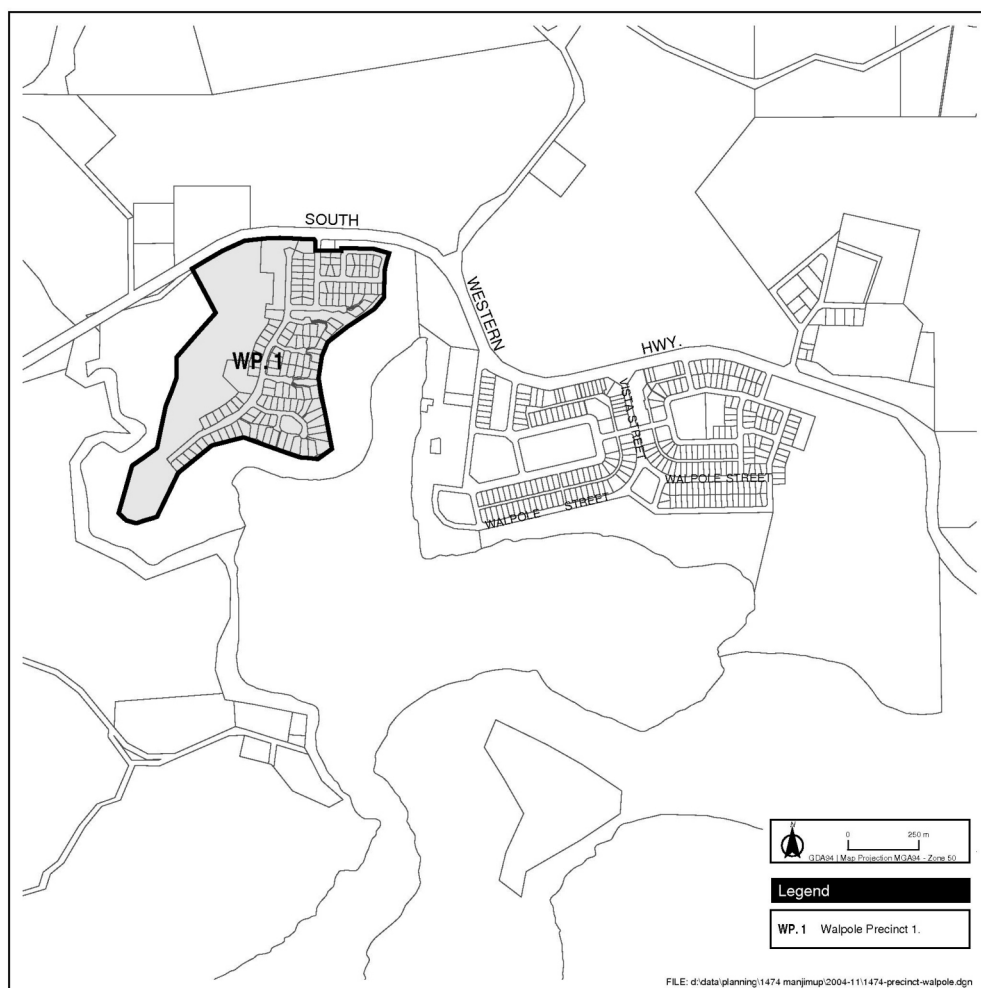 SOUTH
WESTERN
HWY.
WP. 1
VISTA STREET
WALPOLE STREET
WALPOLE STREET
N
0 250 m
GDA94 | Map Projection MGA94 - Zone 50
Legend
WP. 1 Walpole Precinct 1.
FILE: d:\data\planning\1474 manjimup\2004-11\1474-precinct-walpole.dgn